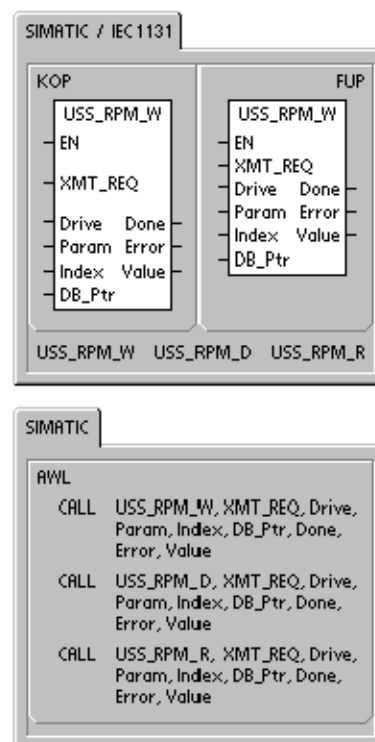 SIMATIC / IEC1131
KOP
FUP
USS_RPM_W
EN
XMT_REQ
Drive Done
Param Error
Index Value
DB_Ptr
USS_RPM_W
EN
XMT_REQ
Drive Done
Param Error
Index Value
DB_Ptr
USS_RPM_W USS_RPM_D USS_RPM_R
SIMATIC
AWL
CALL USS_RPM_W, XMT_REQ, Drive,
Param, Index, DB_Ptr, Done,
Error, Value
CALL USS_RPM_D, XMT_REQ, Drive,
Param, Index, DB_Ptr, Done,
Error, Value
CALL USS_RPM_R, XMT_REQ, Drive,
Param, Index, DB_Ptr, Done,
Error, Value